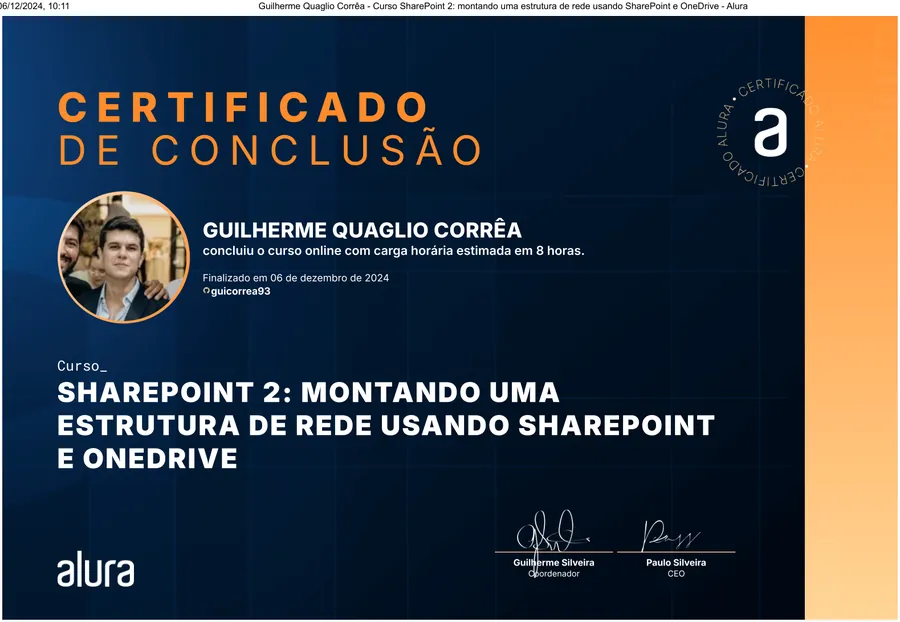 06/12/2024, 10:11
Guilherme Quaglio Corrêa - Curso SharePoint 2: montando uma estrutura de rede usando SharePoint e OneDrive - Alura
CERTIFICADO
DE CONCLUSÃO
CERTIFICADO ALURA • CERTIFICADO ALURA •
a
GUILHERME QUAGLIO CORRÊA
concluiu o curso online com carga horária estimada em 8 horas.
Finalizado em 06 de dezembro de 2024
guicorrea93
Curso_
SHAREPOINT 2: MONTANDO UMA
ESTRUTURA DE REDE USANDO SHAREPOINT
E ONEDRIVE
alura
Guilherme Silveira
Coordenador
Paulo Silveira
CEO